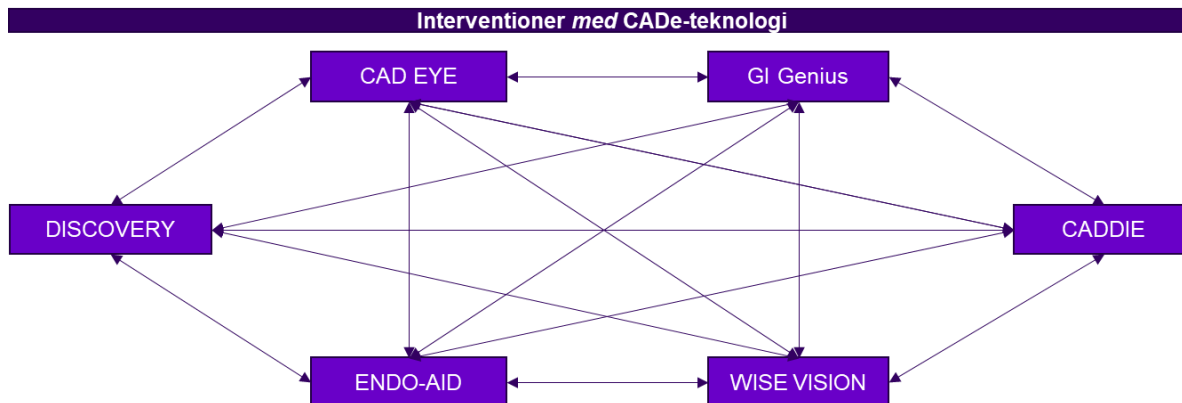 Interventioner med CADe-teknologi
CAD EYE
GI Genius
DISCOVERY
CADDIE
ENDO-AID
WISE VISION